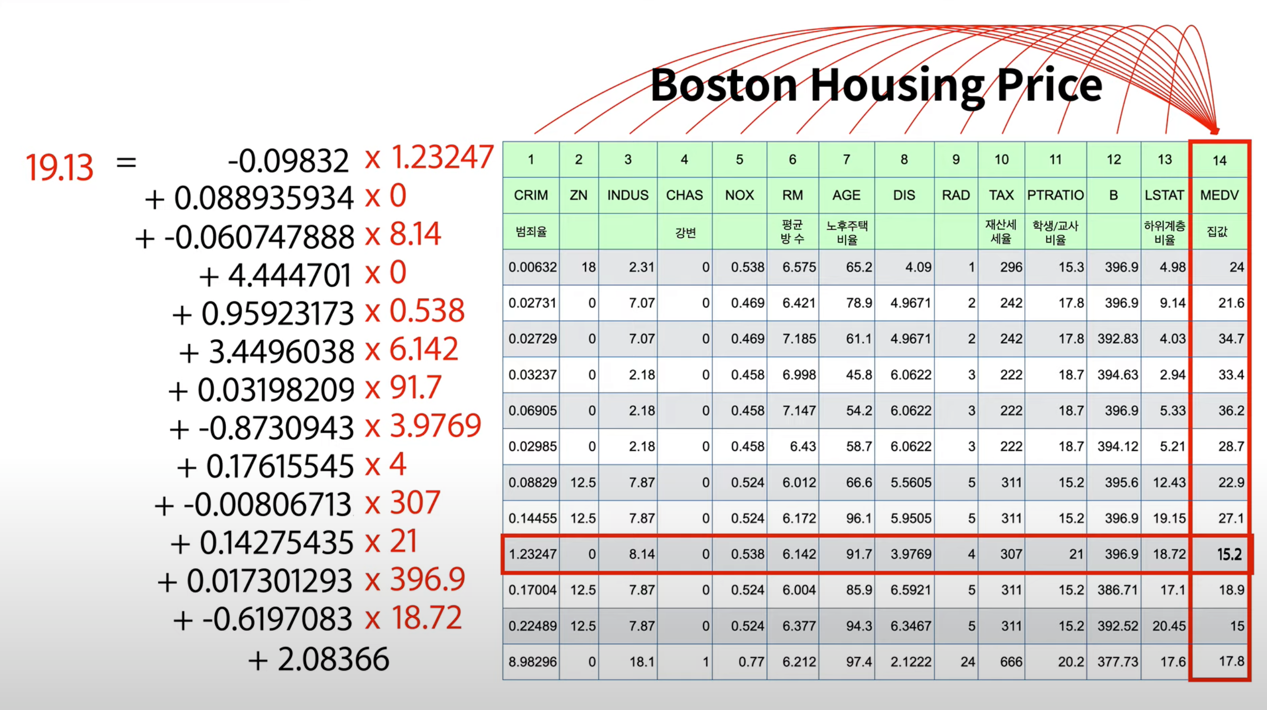 Boston Housing Price
19.13 = -0.09832 x 1.23247
+ 0.088935934 x 0
+ -0.060747888 x 8.14
+ 4.444701 x 0
+ 0.95923173 x 0.538
+ 3.4496038 x 6.142
+ 0.03198209 x 91.7
+ -0.8730943 x 3.9769
+ 0.17615545 x 4
+ -0.00806713 x 307
+ 0.14275435 x 21
+ 0.017301293 x 396.9
+ -0.6197083 x 18.72
+ 2.08366
1 2 3 4 5 6 7 8 9 10 11 12 13 14
CRIM ZN INDUS CHAS NOX RM AGE DIS RAD TAX PTRATIO B LSTAT MEDV
범죄율 강변 평균 방 수 노후주택 비율 재산세 세율 학생/교사 비율 하위계층 비율 집값
0.00632 18 2.31 0 0.538 6.575 65.2 4.09 1 296 15.3 396.9 4.98 24
0.02731 0 7.07 0 0.469 6.421 78.9 4.9671 2 242 17.8 396.9 9.14 21.6
0.02729 0 7.07 0 0.469 7.185 61.1 4.9671 2 242 17.8 392.83 4.03 34.7
0.03237 0 2.18 0 0.458 6.998 45.8 6.0622 3 222 18.7 394.63 2.94 33.4
0.06905 0 2.18 0 0.458 7.147 54.2 6.0622 3 222 18.7 396.9 5.33 36.2
0.02985 0 2.18 0 0.458 6.43 58.7 6.0622 3 222 18.7 394.12 5.21 28.7
0.08829 12.5 7.87 0 0.524 6.012 66.6 5.5605 5 311 15.2 395.6 12.43 22.9
0.14455 12.5 7.87 0 0.524 6.172 96.1 5.9505 5 311 15.2 396.9 19.15 27.1
1.23247 0 8.14 0 0.538 6.142 91.7 3.9769 4 307 21 396.9 18.72 15.2
0.17004 12.5 7.87 0 0.524 6.004 85.9 6.5921 5 311 15.2 386.71 17.1 18.9
0.22489 12.5 7.87 0 0.524 6.377 94.3 6.3467 5 311 15.2 392.52 20.45 15
8.98296 0 18.1 1 0.77 6.212 97.4 2.1222 24 666 20.2 377.73 17.6 17.8